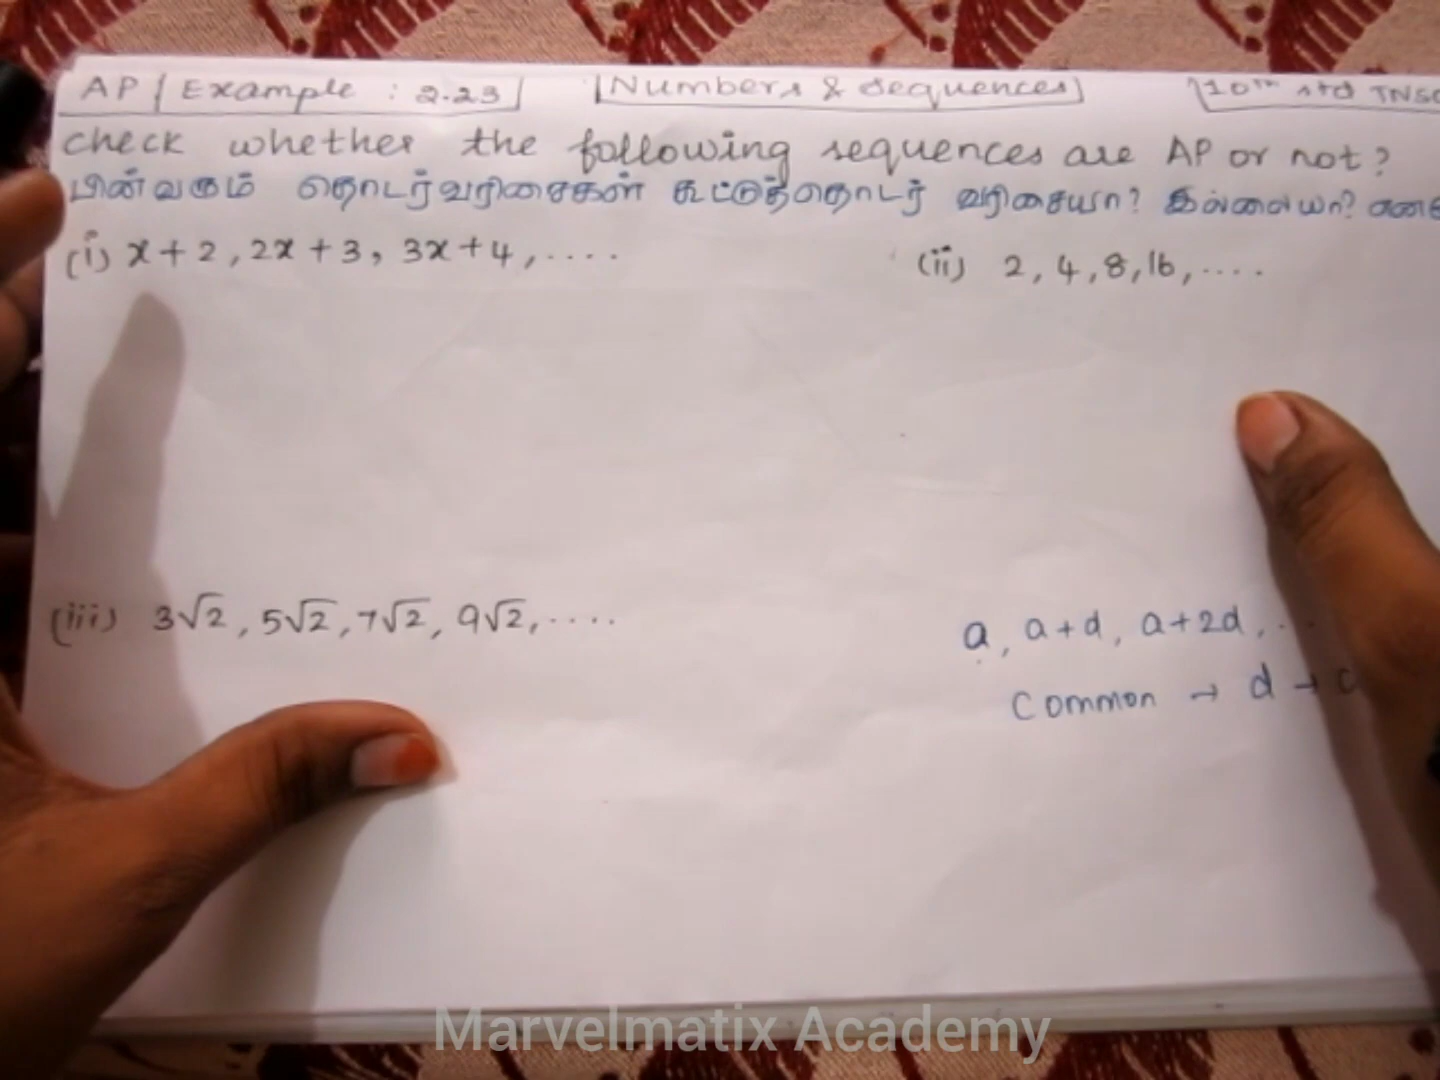 AP | Example : 2.23 | Numbers & Sequences | 10th std
check whether the following sequences are AP or not?
பின்வரும் தொடர்வரிசைகள் கூட்டுத்தொடர் வரிசையா? இல்லையா?
(i) x + 2 , 2x + 3, 3x + 4 , ....
(ii) 2 , 4 , 8 , 16 , ....
(iii) 3√2 , 5√2 , 7√2 , 9√2 , ....
a , a + d , a + 2d , ..
Common → d →
Marvelmatix Academy